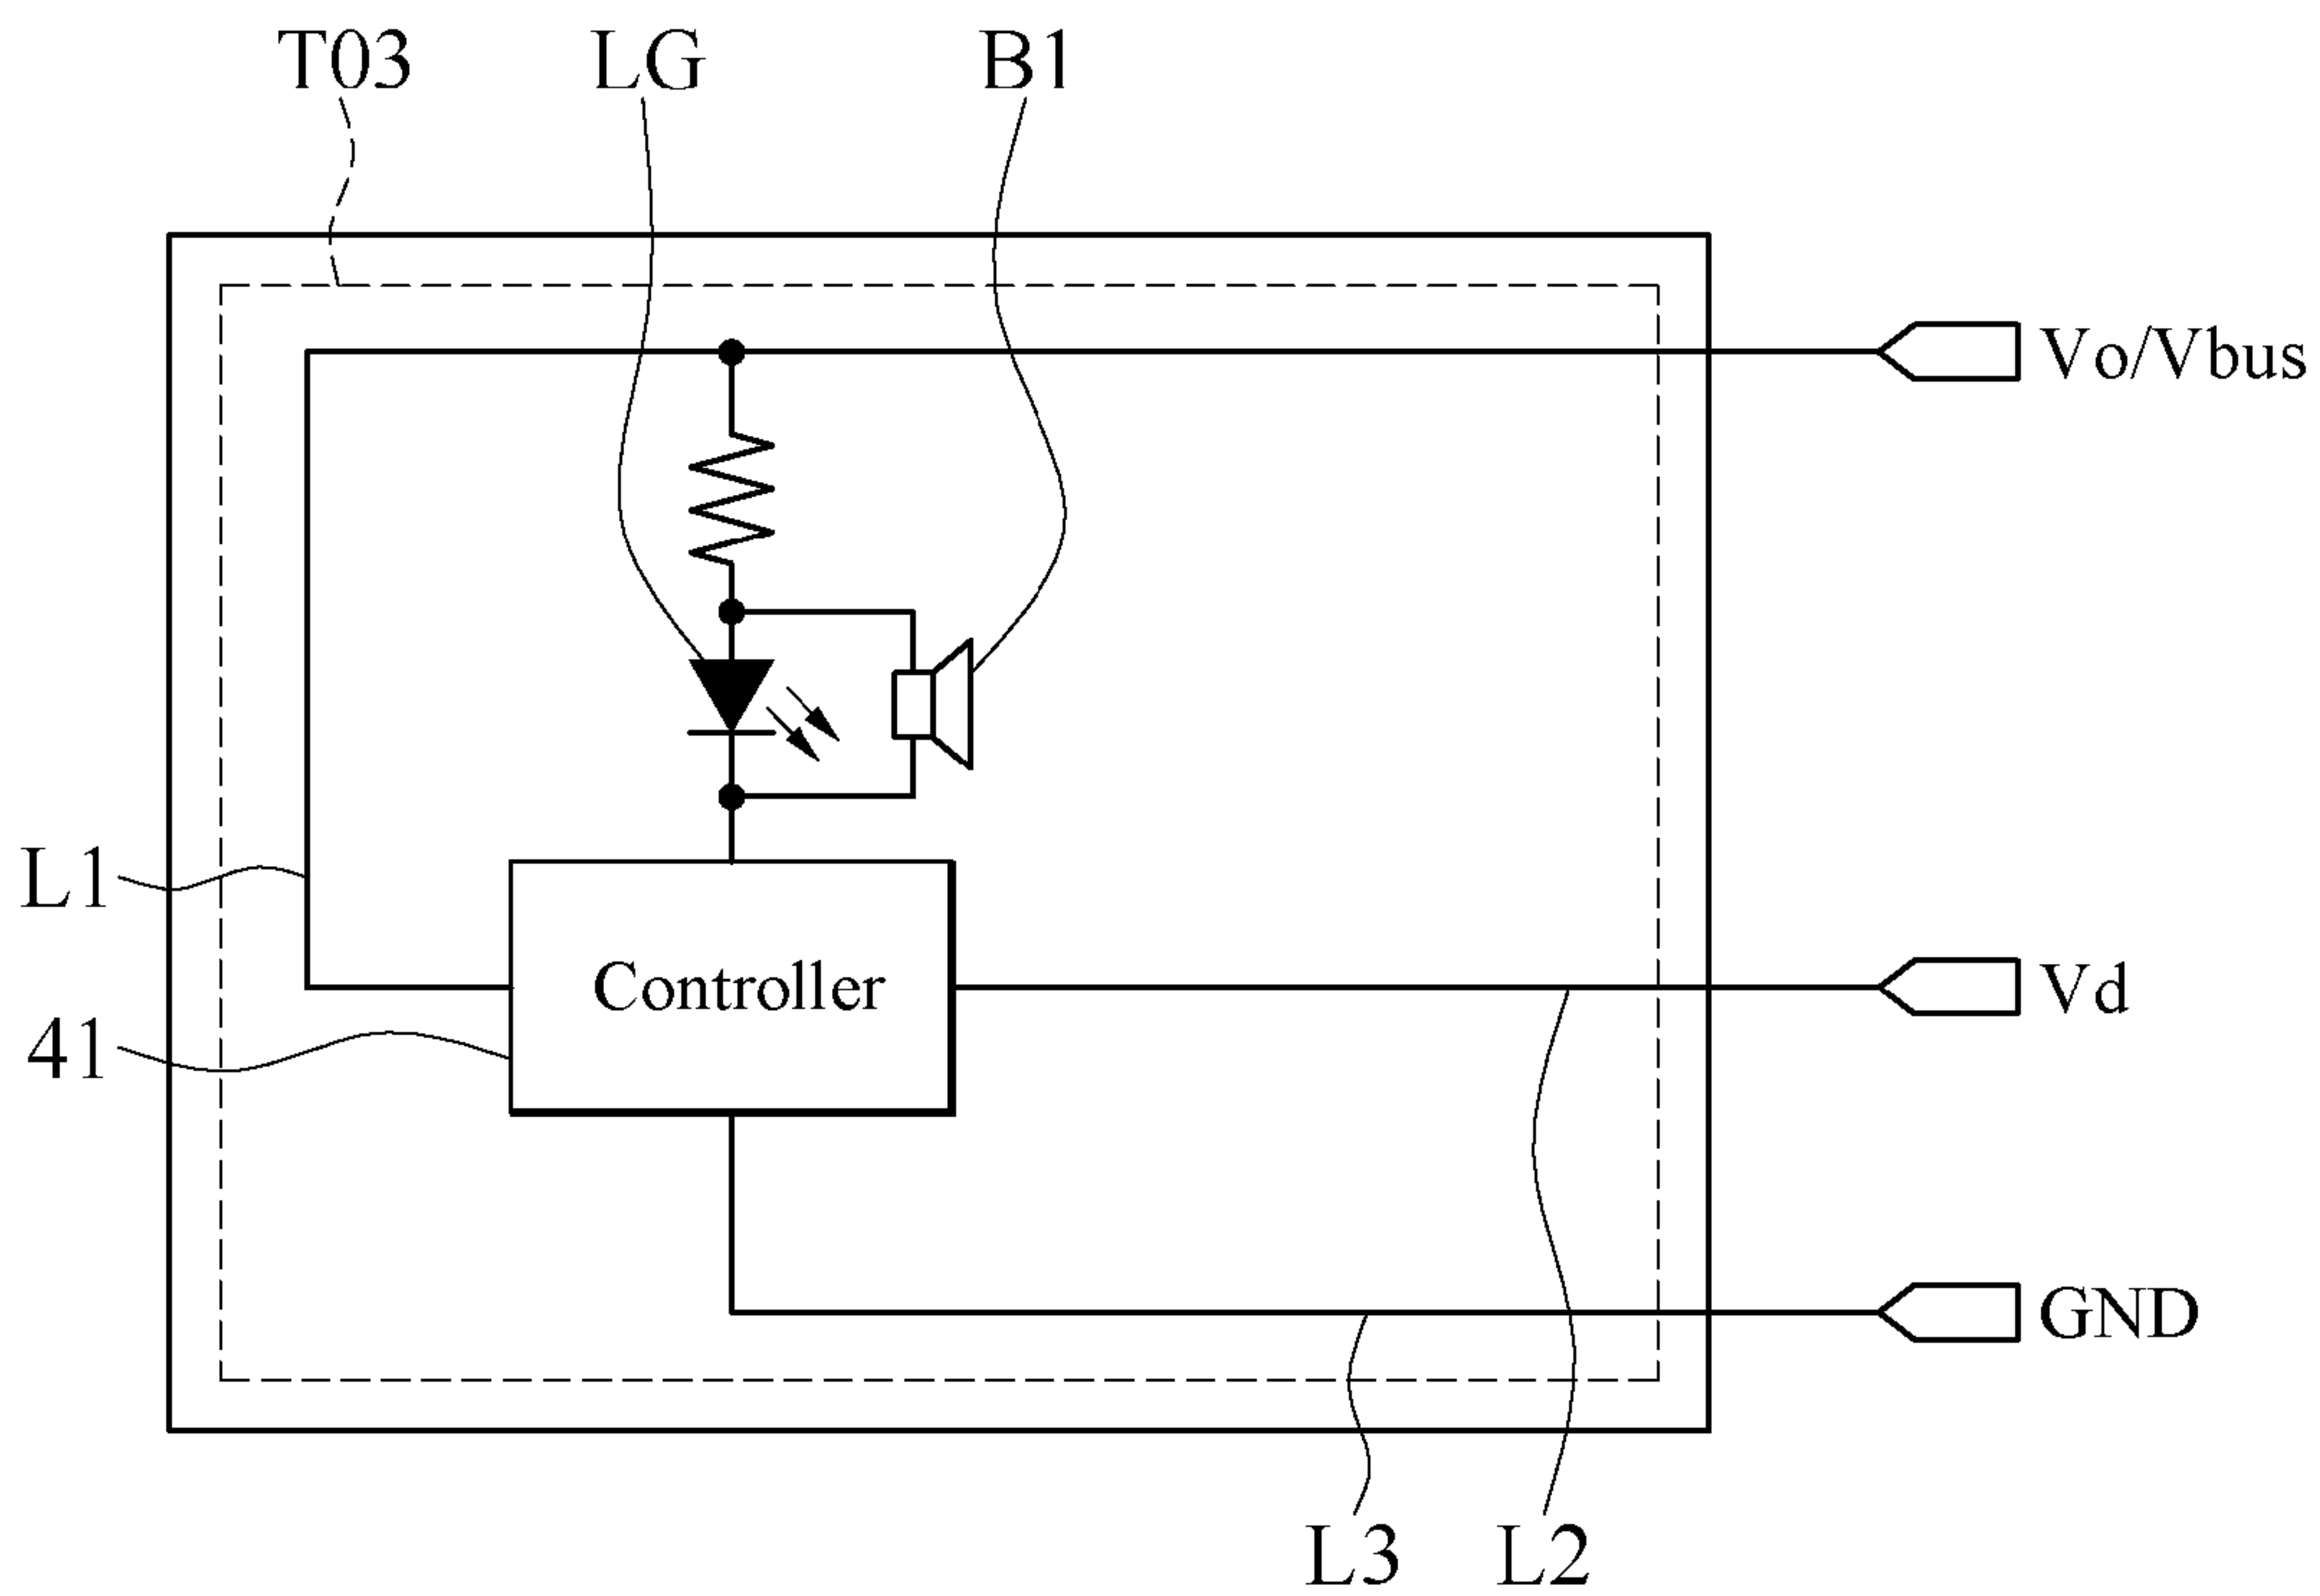 T03 LG B1
Vo/Vbus
L1
Controller
Vd
41
GND
L3 L2